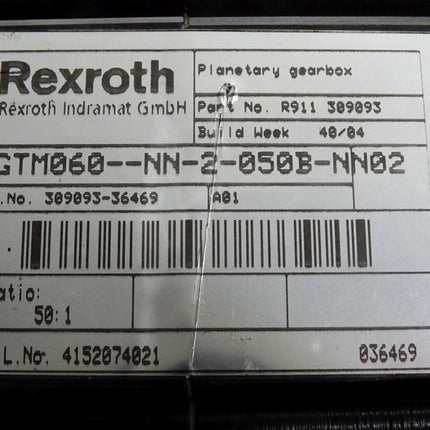 Rexroth
Rexroth Indramat GmbH
Planetary gearbox
Part No. R911 309093
Build Week 40/04
GTM060--NN-2-050B-NN02
.No. 309093-36469 A01
atio:
50:1
L.No. 4152074021 036469